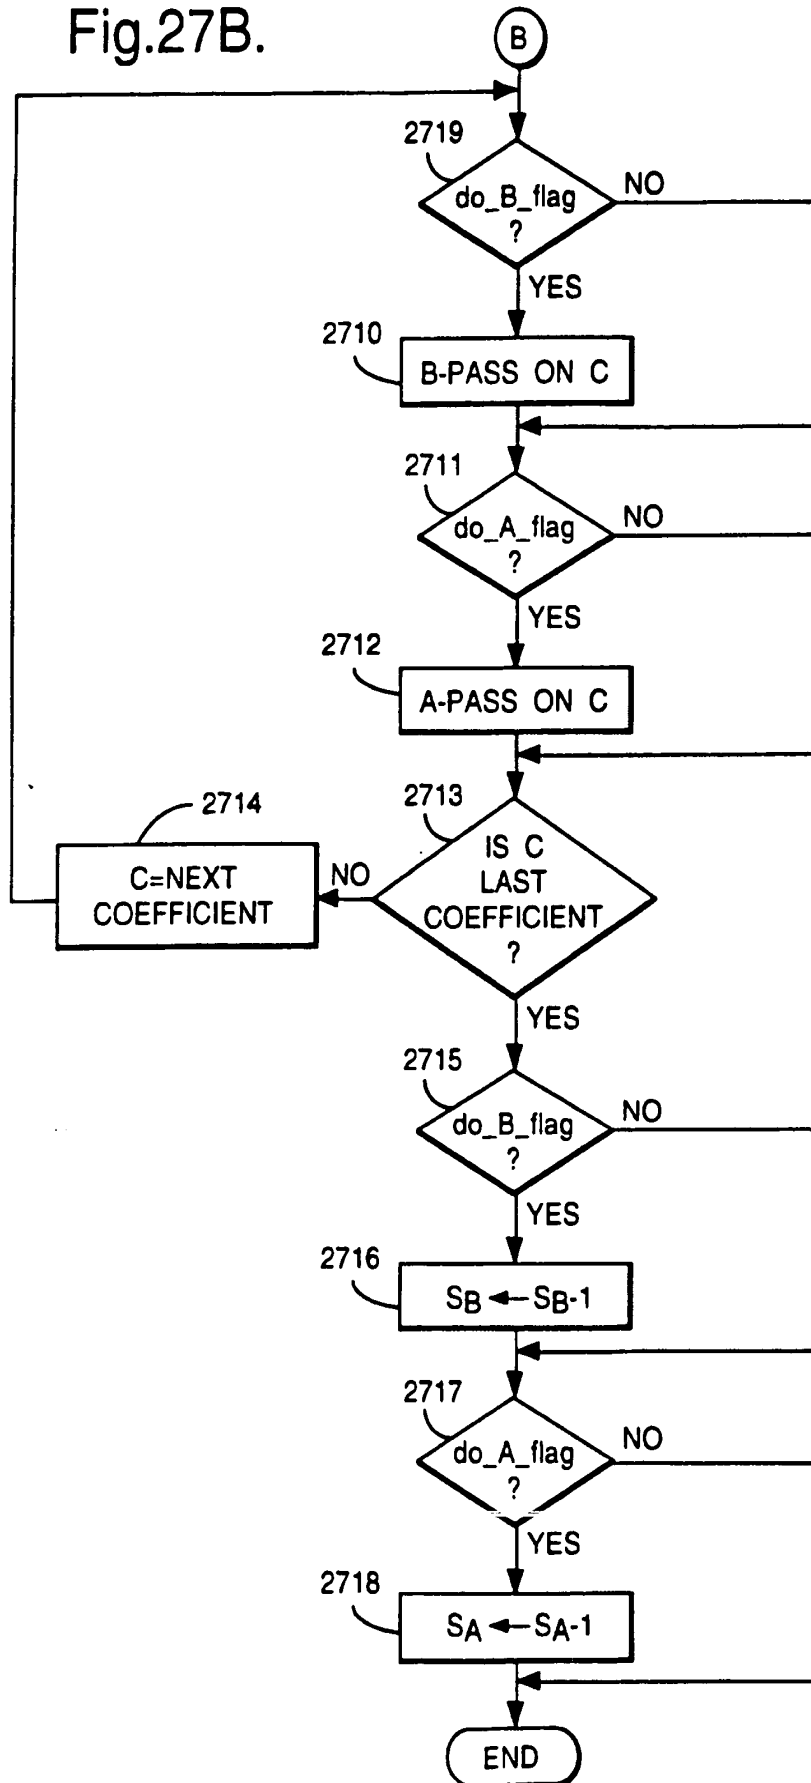 Fig.27B.
B
2719
do_B_flag
?
NO
YES
2710
B-PASS ON C
2711
do_A_flag
?
NO
YES
2712
A-PASS ON C
2713
IS C
LAST
COEFFICIENT
?
NO
2714
C=NEXT
COEFFICIENT
YES
2715
do_B_flag
?
NO
YES
2716
SB ← SB-1
2717
do_A_flag
?
NO
YES
2718
SA ← SA-1
END